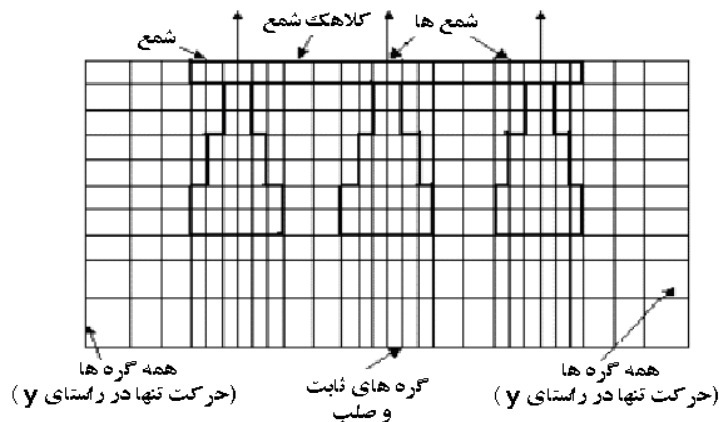 شمع
کلاهک شمع
شمع ها
همه گره ها
(حرکت تنها در راستای y )
گره های ثابت
و صلب
همه گره ها
(حرکت تنها در راستای y )